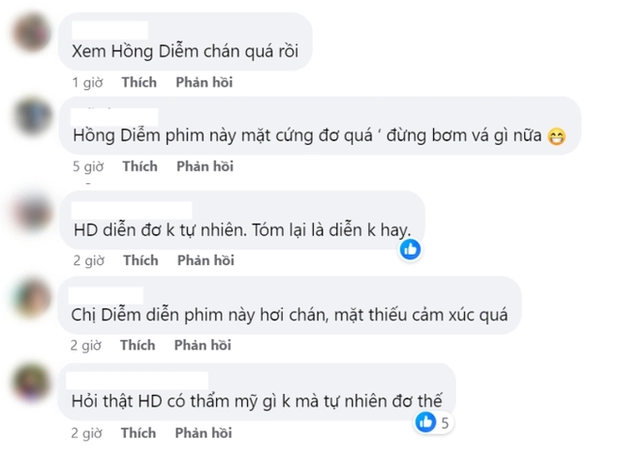 Xem Hồng Diễm chán quá rồi
1 giờ Thích Phản hồi
Hồng Diễm phim này mặt cứng đơ quá ‘ đừng bơm vá gì nữa 😁
5 giờ Thích Phản hồi
HD diễn đơ k tự nhiên. Tóm lại là diễn k hay.
2 giờ Thích Phản hồi
Chị Diễm diễn phim này hơi chán, mặt thiếu cảm xúc quá
2 giờ Thích Phản hồi
Hỏi thật HD có thẩm mỹ gì k mà tự nhiên đơ thế
5
2 giờ Thích Phản hồi